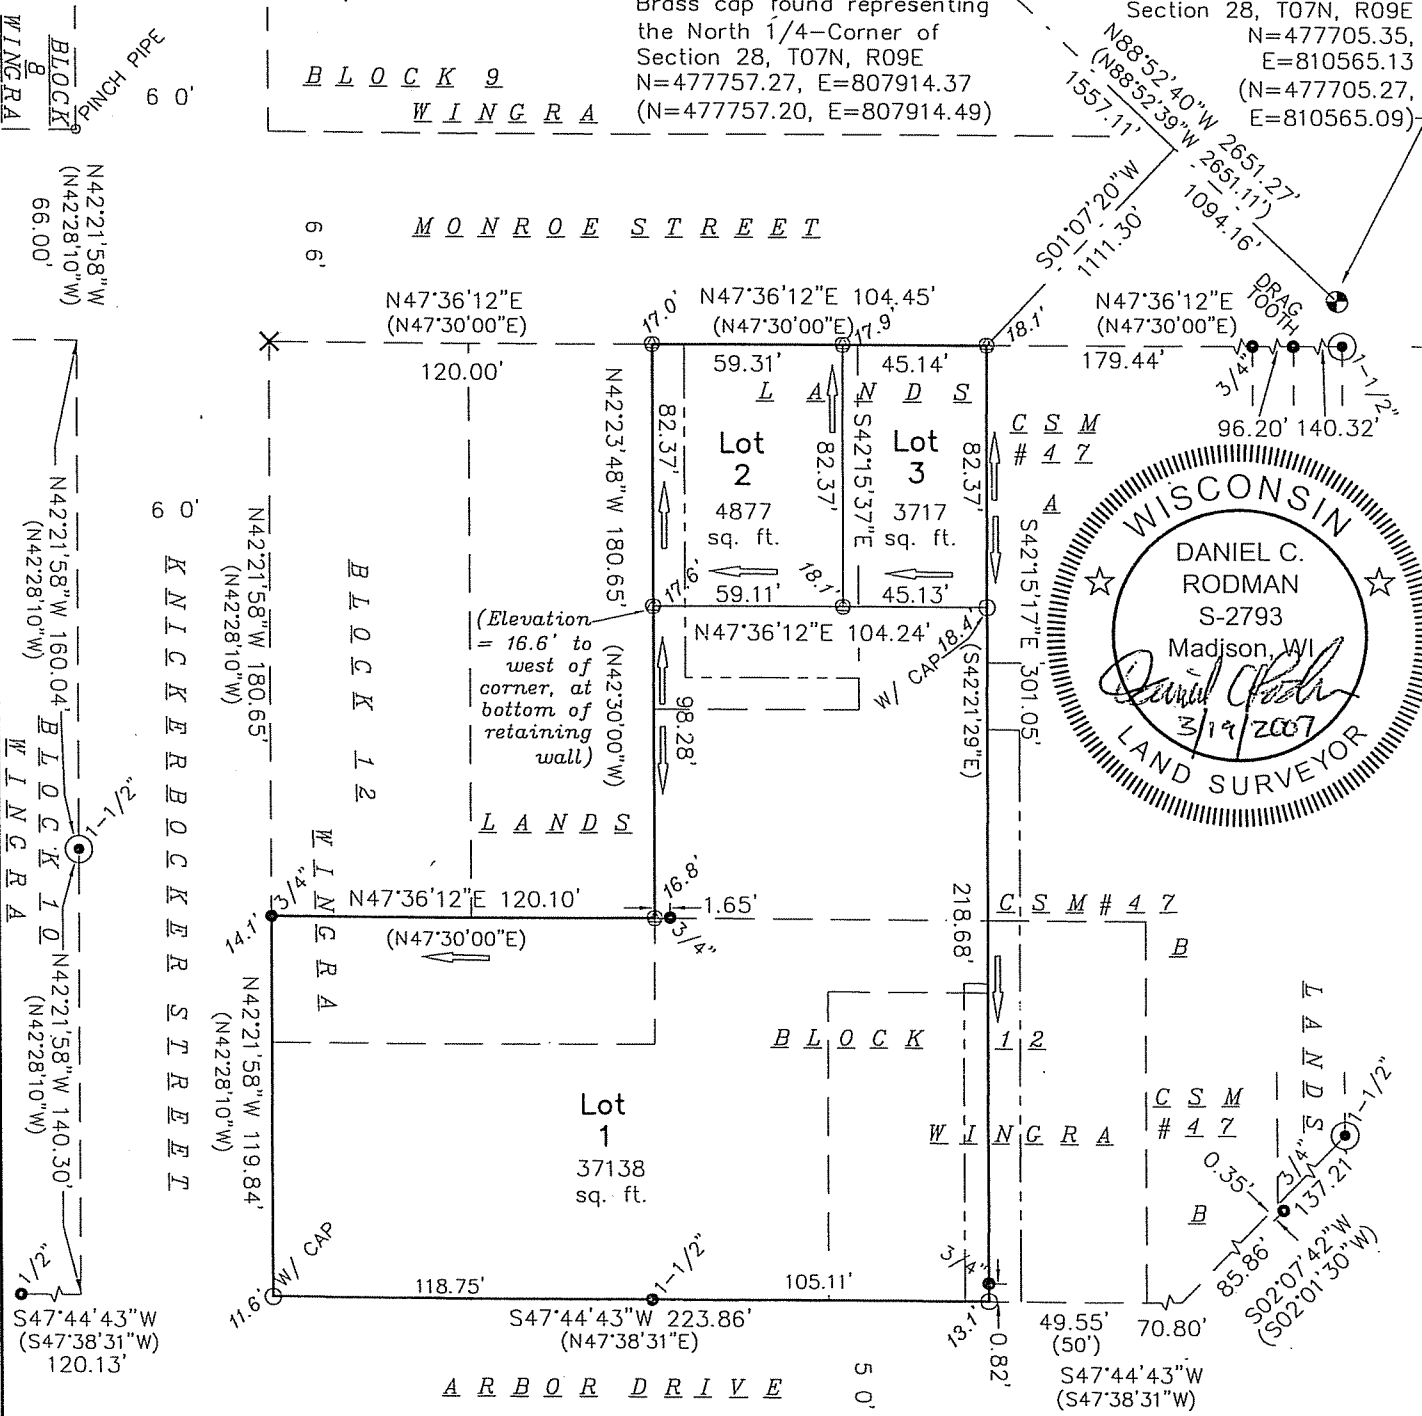 Brass cap found representing
the North 1/4-Corner of
Section 28, T07N, R09E
N=477757.27, E=807914.37
(N=477757.20, E=807914.49)
Section 28, T07N, R09E
N=477705.35,
E=810565.13
(N=477705.27,
E=810565.09)
BLOCK
8
WINGRA
PINCH PIPE
60'
BLOCK 9
WINGRA
N88°52'40"W 2651.27'
(N88°52'39"W 2651.11')
1557.11'
1094.16'
S01°07'20"W
1111.30'
N42°21'58"W
(N42°28'10"W)
66.00'
66'
MONROE STREET
N47°36'12"E
(N47°30'00"E)
120.00'
17.0'
N47°36'12"E 104.45'
(N47°30'00"E)
17.9'
59.31'
45.14'
18.1'
N47°36'12"E
(N47°30'00"E)
179.44'
DRAG
TOOTH
3/4"
1-1/2"
96.20'
140.32'
LANDS
CSM
#47
A
N42°23'48"W 180.65'
(N42°30'00"W)
82.37'
Lot
2
4877
sq. ft.
82.37'
S42°15'37"E
Lot
3
3717
sq. ft.
82.37'
S42°15'17"E 301.05'
(S42°21'29"E)
WISCONSIN
DANIEL C.
RODMAN
S-2793
Madison, WI
Daniel C Rodman
3/19/2007
LAND SURVEYOR
17.6'
59.11'
18.1'
45.13'
N47°36'12"E 104.24'
18.4'
W/ CAP
(Elevation
= 16.6' to
west of
corner, at
bottom of
retaining
wall)
98.28'
60'
KNICKERBOCKER STREET
N42°21'58"W 180.65'
(N42°28'10"W)
BLOCK 12
WINGRA
LANDS
N42°21'58"W 160.04'
(N42°28'10"W)
BLOCK 10
WINGRA
1-1/2"
N42°21'58"W 140.30'
(N42°28'10"W)
3/4"
14.1'
N47°36'12"E 120.10'
(N47°30'00"E)
16.8'
1.65'
3/4"
218.68'
CSM #47
B
N42°21'58"W 119.84'
(N42°28'10"W)
BLOCK 12
WINGRA
Lot
1
37138
sq. ft.
CSM
#47
B
LANDS
1-1/2"
3/4"
0.35'
137.21'
85.86'
S02°07'42"W
(S02°01'30"W)
1/2"
S47°44'43"W
(S47°38'31"W)
120.13'
W/ CAP
11.6'
118.75'
1-1/2"
105.11'
S47°44'43"W 223.86'
(N47°38'31"E)
3/4"
13.1'
0.82'
49.55'
(50')
70.80'
S47°44'43"W
(S47°38'31"W)
ARBOR DRIVE
50'